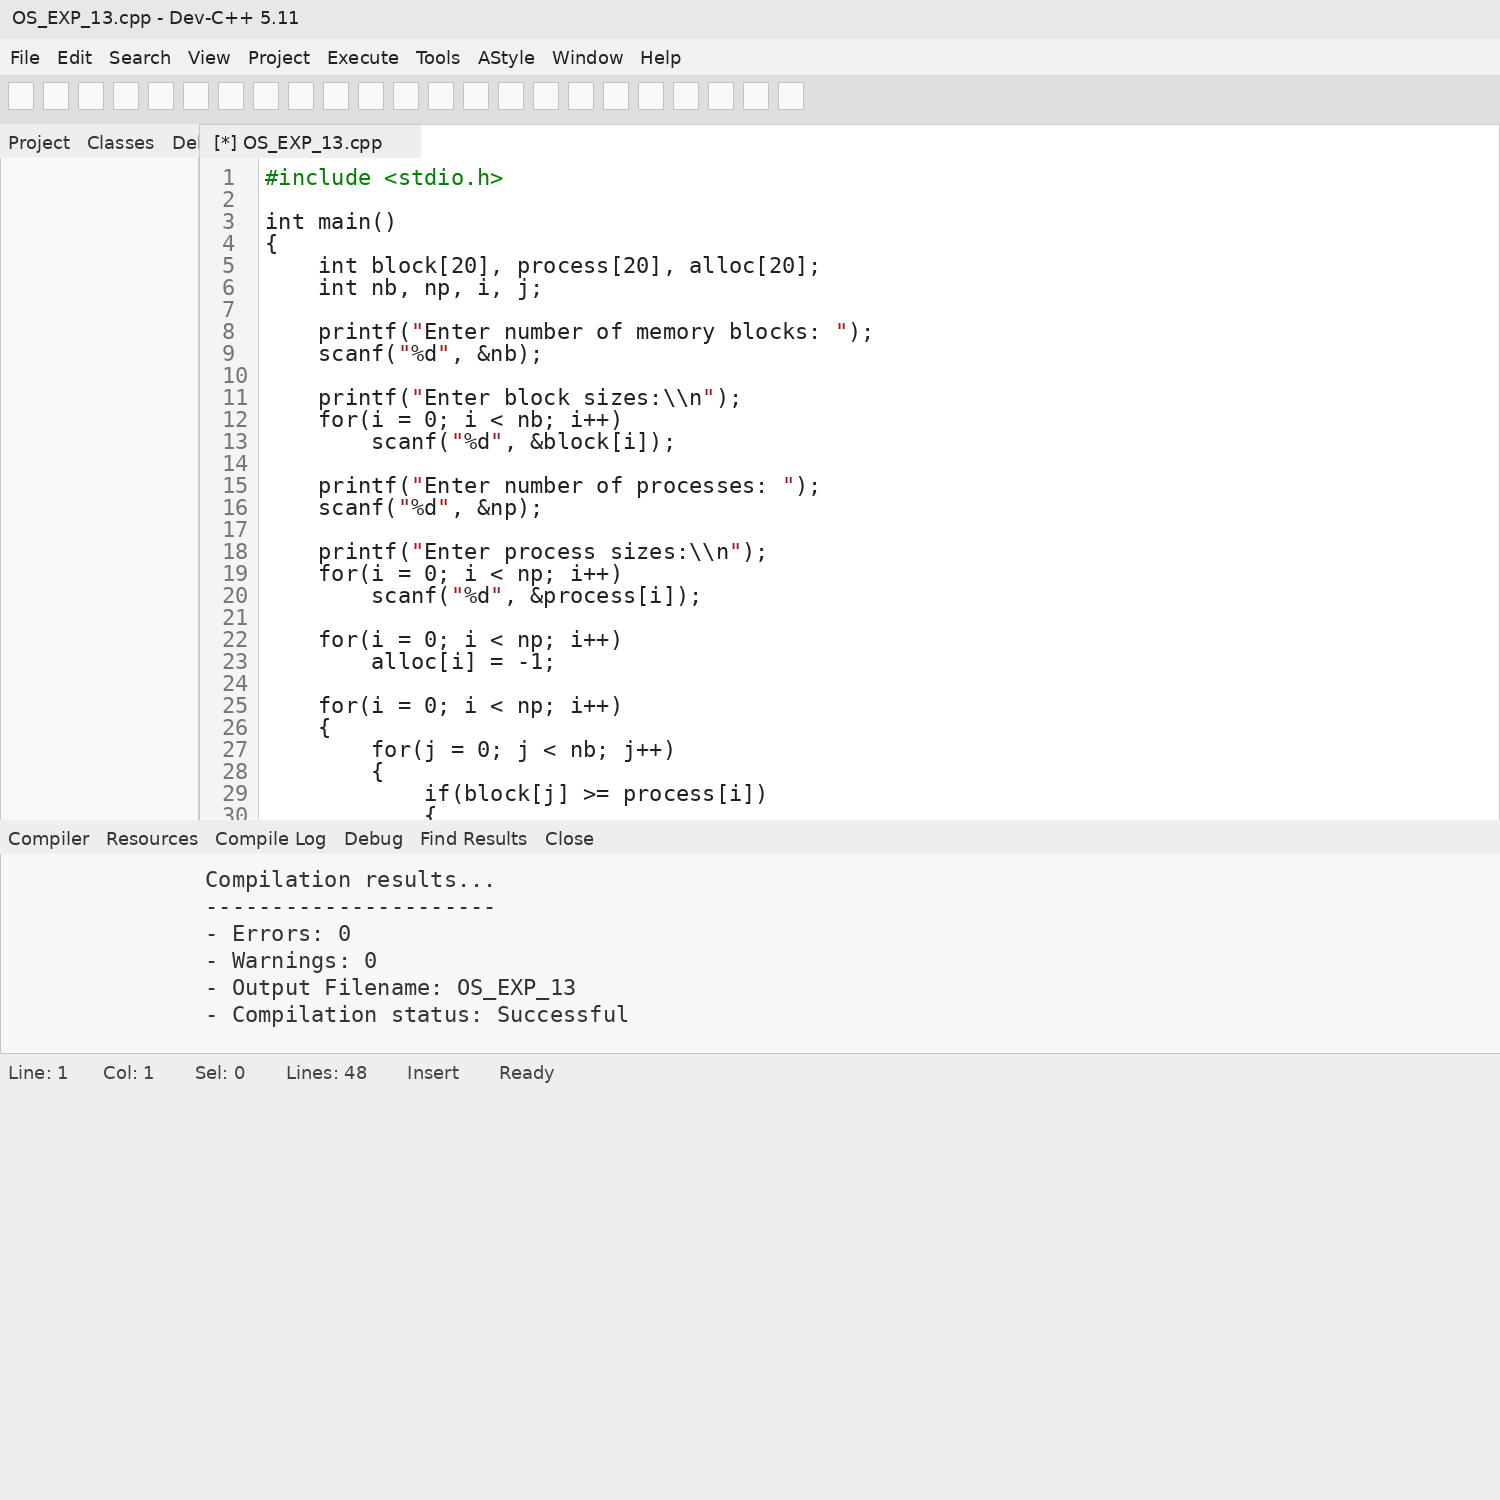 OS_EXP_13.cpp - Dev-C++ 5.11
File Edit Search View Project Execute Tools AStyle Window Help
Project Classes
[*] OS_EXP_13.cpp
1 #include <stdio.h>
2
3 int main()
4 {
5     int block[20], process[20], alloc[20];
6     int nb, np, i, j;
7
8     printf("Enter number of memory blocks: ");
9     scanf("%d", &nb);
10
11     printf("Enter block sizes:\\n");
12     for(i = 0; i < nb; i++)
13         scanf("%d", &block[i]);
14
15     printf("Enter number of processes: ");
16     scanf("%d", &np);
17
18     printf("Enter process sizes:\\n");
19     for(i = 0; i < np; i++)
20         scanf("%d", &process[i]);
21
22     for(i = 0; i < np; i++)
23         alloc[i] = -1;
24
25     for(i = 0; i < np; i++)
26     {
27         for(j = 0; j < nb; j++)
28         {
29             if(block[j] >= process[i])
30             {
Compiler Resources Compile Log Debug Find Results Close
Compilation results...
----------------------
- Errors: 0
- Warnings: 0
- Output Filename: OS_EXP_13
- Compilation status: Successful
Line: 1 Col: 1 Sel: 0 Lines: 48 Insert Ready